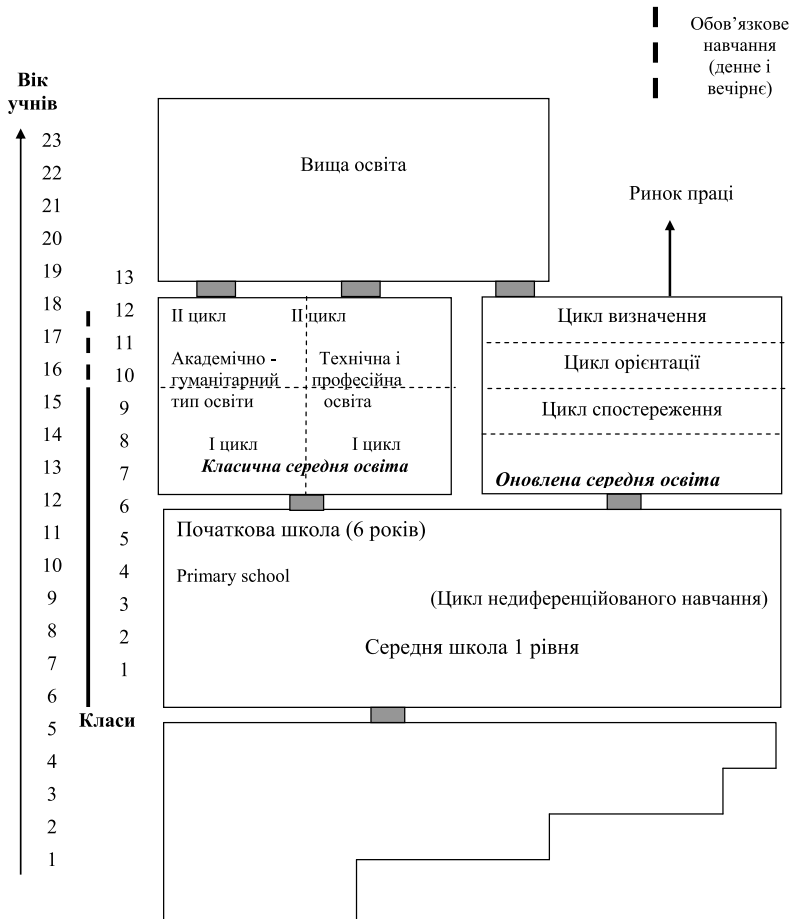 Обов’язкове
навчання
(денне і
вечірнє)
Вік
учнів
23
22
21
20
19
18
17
16
15
14
13
12
11
10
9
8
7
6
5
4
3
2
1
13
12
11
10
9
8
7
6
5
4
3
2
1
Класи
Вища освіта
Ринок праці
II цикл
II цикл
Академічно -
гуманітарний
тип освіти
Технічна і
професійна
освіта
I цикл
I цикл
Класична середня освіта
Цикл визначення
Цикл орієнтації
Цикл спостереження
Оновлена середня освіта
Початкова школа (6 років)
Primary school
(Цикл недиференційованого навчання)
Середня школа 1 рівня